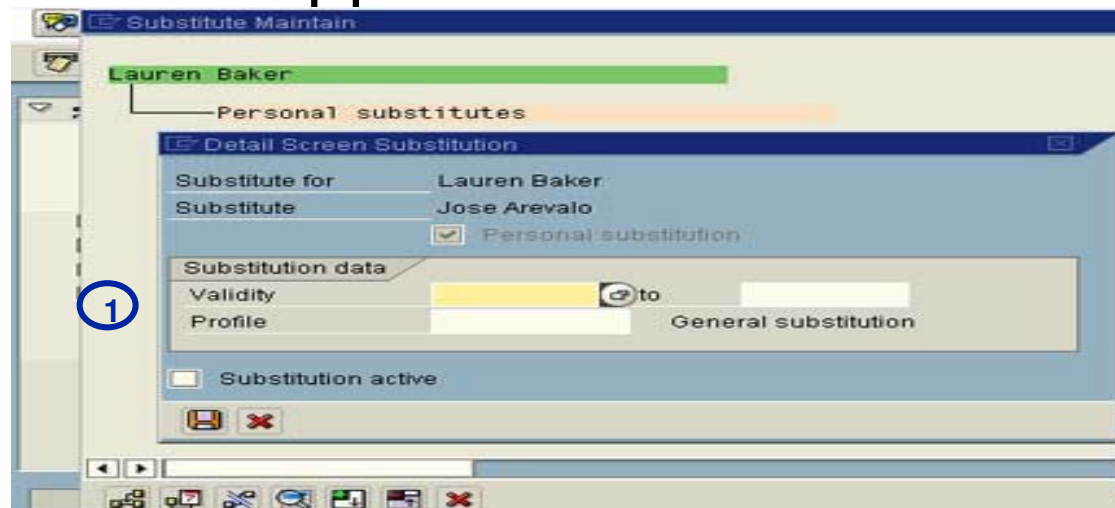 Substitute Maintain
Lauren Baker
Personal substitutes
Detail Screen Substitution
Substitute for Lauren Baker
Substitute Jose Arevalo
Personal substitution
Substitution data
1
Validity to
Profile General substitution
Substitution active